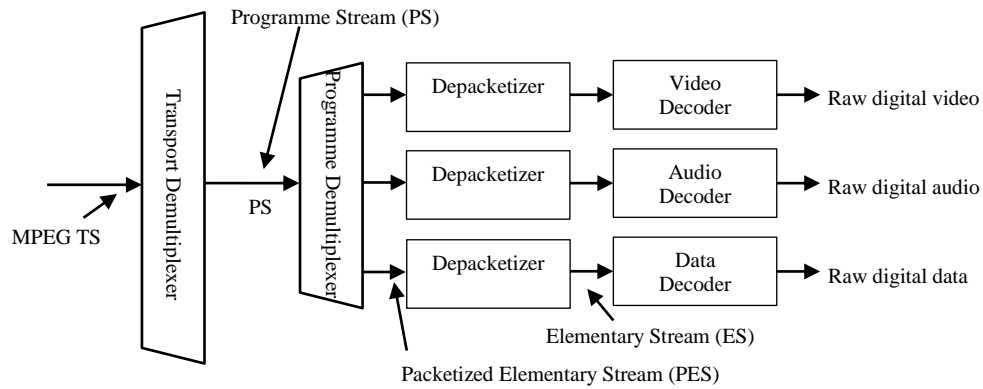 Programme Stream (PS)
Transport Demultiplexer
Programme Demultiplexer
Depacketizer
Video
Decoder
Raw digital video
PS
Depacketizer
Audio
Decoder
Raw digital audio
MPEG TS
Depacketizer
Data
Decoder
Raw digital data
Elementary Stream (ES)
Packetized Elementary Stream (PES)